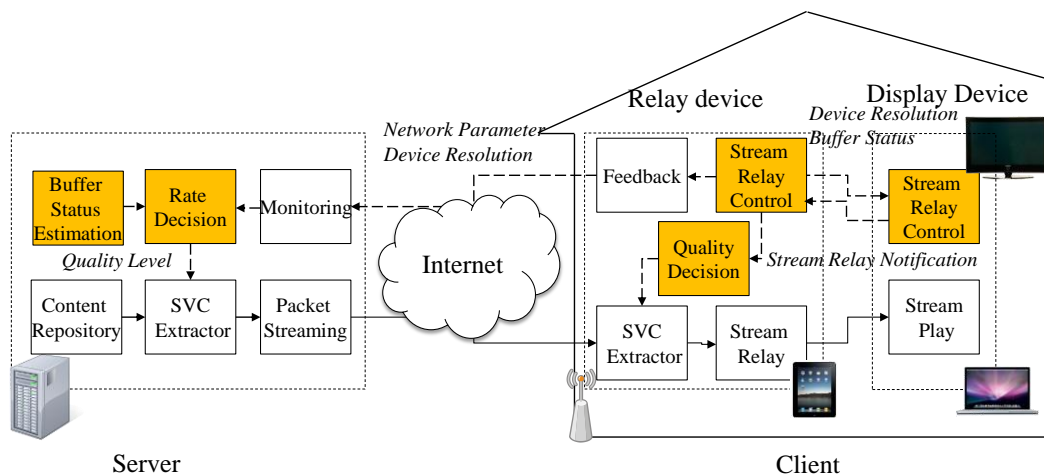 Relay device
Display Device
Network Parameter
Device Resolution
Device Resolution
Buffer Status
Buffer
Status
Estimation
Rate
Decision
Monitoring
Feedback
Stream
Relay
Control
Stream
Relay
Control
Quality Level
Internet
Quality
Decision
Stream Relay Notification
Content
Repository
SVC
Extractor
Packet
Streaming
SVC
Extractor
Stream
Relay
Stream
Play
Server
Client